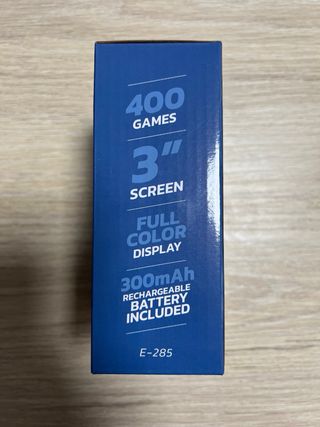 400
GAMES
3"
SCREEN
FULL
COLOR
DISPLAY
300mAh
RECHARGEABLE
BATTERY
INCLUDED
E-285